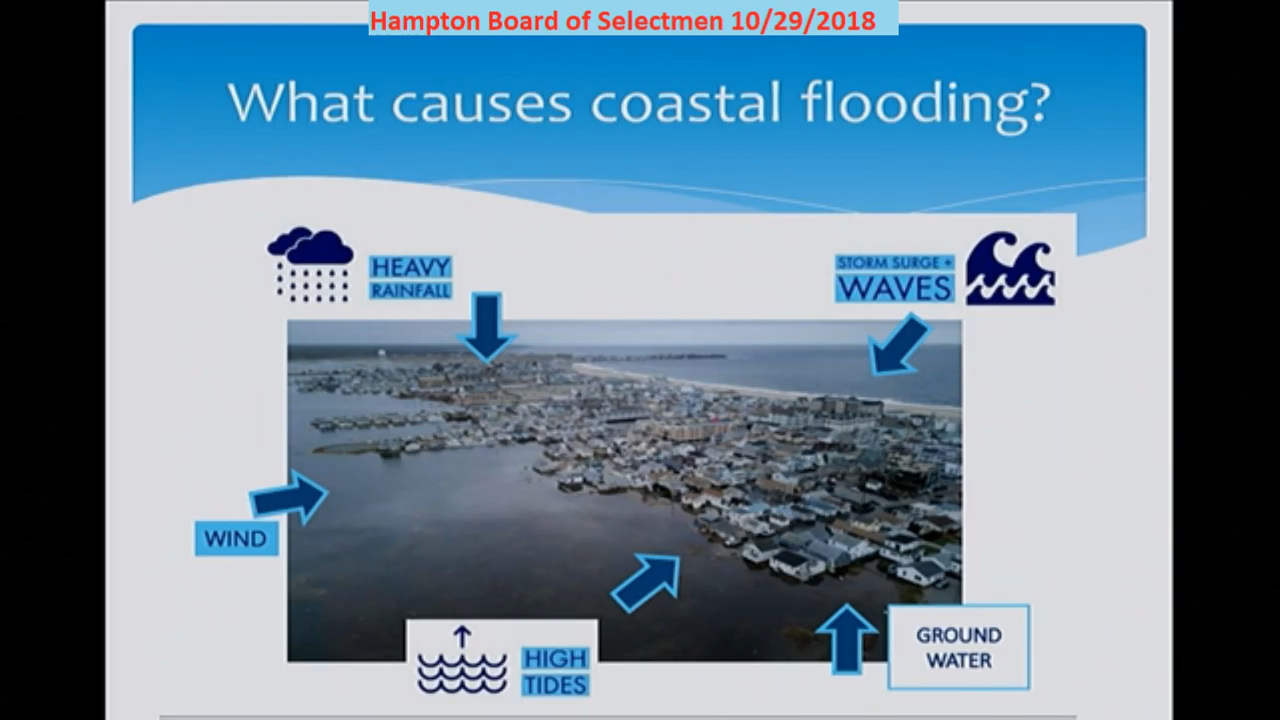 Hampton Board of Selectmen 10/29/2018
What causes coastal flooding?
HEAVY
RAINFALL
STORM SURGE +
WAVES
WIND
HIGH
TIDES
GROUND
WATER